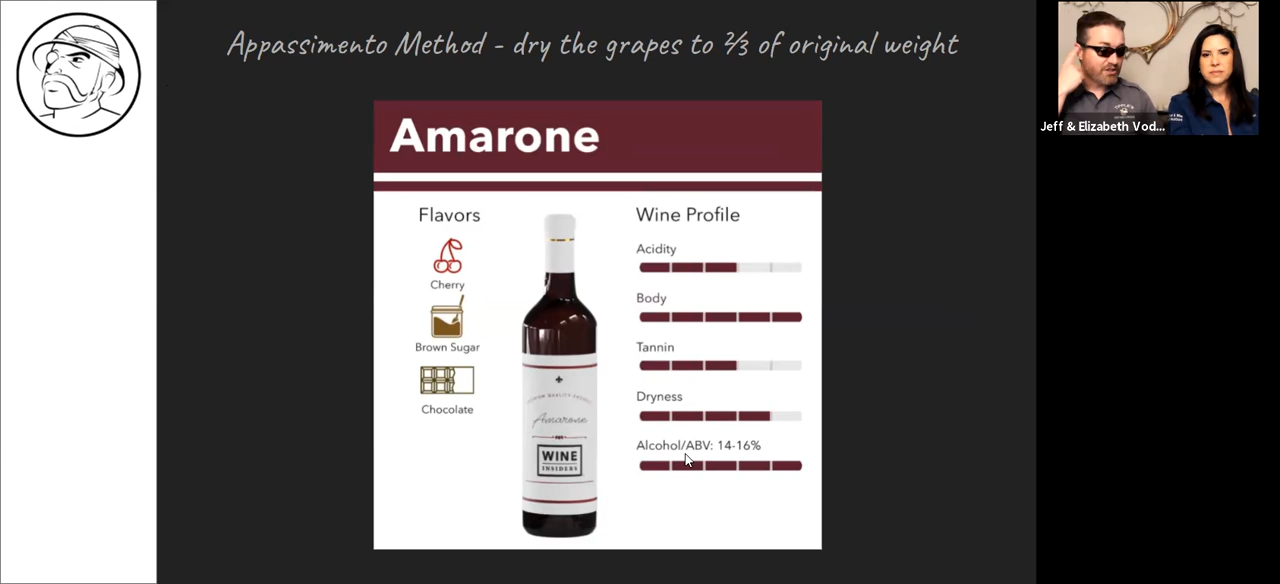 Appassimento Method - dry the grapes to ⅔ of original weight
Jeff & Elizabeth Vod...
Amarone
Flavors
Cherry
Brown Sugar
Chocolate
Amarone
WINE
INSIDERS
Wine Profile
Acidity
Body
Tannin
Dryness
Alcohol/ABV: 14-16%